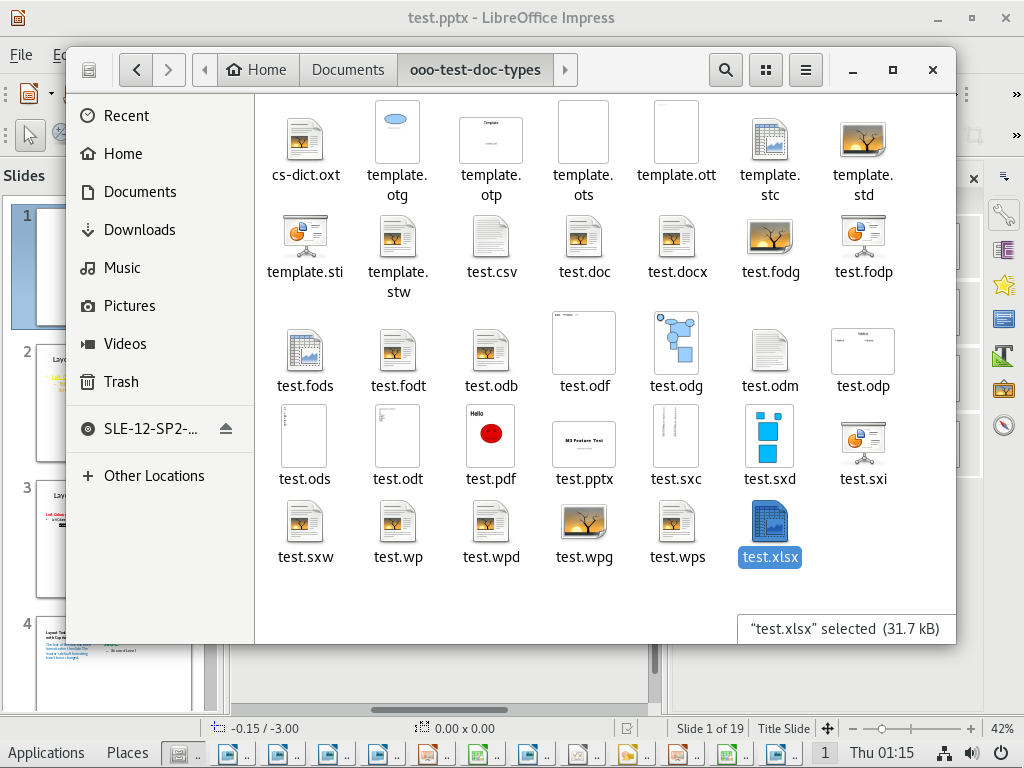 test.pptx - LibreOffice Impress
File
Home
Documents
ooo-test-doc-types
Recent
Home
Documents
Downloads
Music
Pictures
Videos
Trash
SLE-12-SP2-...
Other Locations
cs-dict.oxt
template.
otg
template.
otp
template.
ots
template.ott
template.
stc
template.
std
template.sti
template.
stw
test.csv
test.doc
test.docx
test.fodg
test.fodp
test.fods
test.fodt
test.odb
test.odf
test.odg
test.odm
test.odp
test.ods
test.odt
Hello
test.pdf
M3 Feature Test
test.pptx
test.sxc
test.sxd
test.sxi
test.sxw
test.wp
test.wpd
test.wpg
test.wps
test.xlsx
“test.xlsx” selected (31.7 kB)
Slides
1
2
3
4
-0.15 / -3.00
0.00 x 0.00
Slide 1 of 19
Title Slide
42%
Applications
Places
1
Thu 01:15